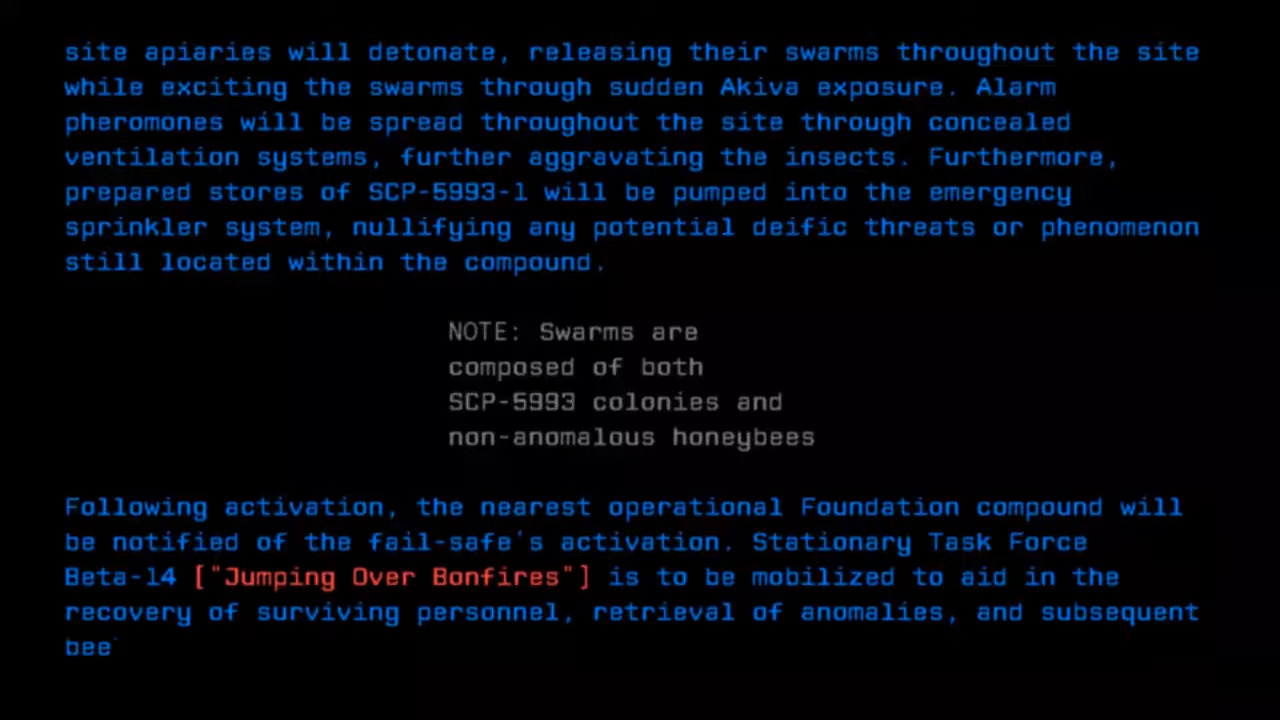 site apiaries will detonate, releasing their swarms throughout the site
while exciting the swarms through sudden Akiva exposure. Alarm
pheromones will be spread throughout the site through concealed
ventilation systems, further aggravating the insects. Furthermore,
prepared stores of SCP-5993-1 will be pumped into the emergency
sprinkler system, nullifying any potential deific threats or phenomenon
still located within the compound.
NOTE: Swarms are
composed of both
SCP-5993 colonies and
non-anomalous honeybees
Following activation, the nearest operational Foundation compound will
be notified of the fail-safe's activation. Stationary Task Force
Beta-14 ["Jumping Over Bonfires"] is to be mobilized to aid in the
recovery of surviving personnel, retrieval of anomalies, and subsequent
bee